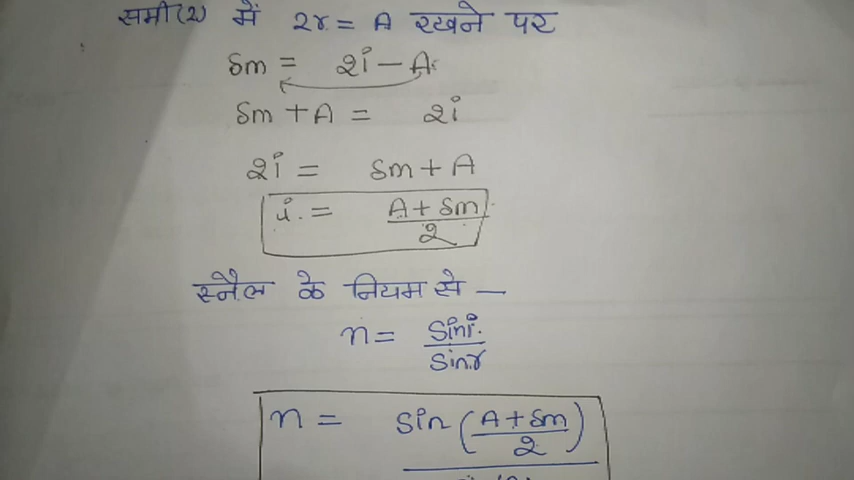 समी(2) में 2r = A रखने पर
δm = 2i - A
δm + A = 2i
2i = δm + A
i = A + δm / 2
स्नैल के नियम से —
n = sini / sinr
n = sin (A + δm / 2)